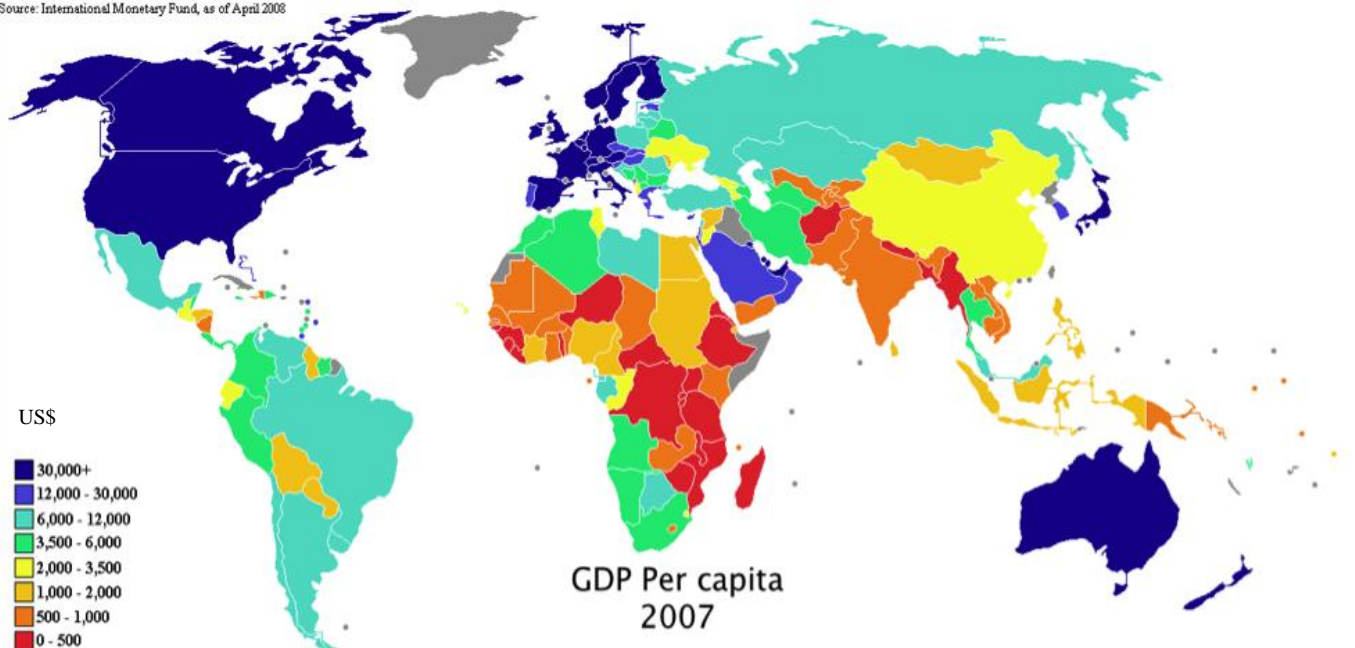 Source: International Monetary Fund, as of April 2008
US$
30,000+
12,000 - 30,000
6,000 - 12,000
3,500 - 6,000
2,000 - 3,500
1,000 - 2,000
500 - 1,000
0 - 500
GDP Per capita
2007